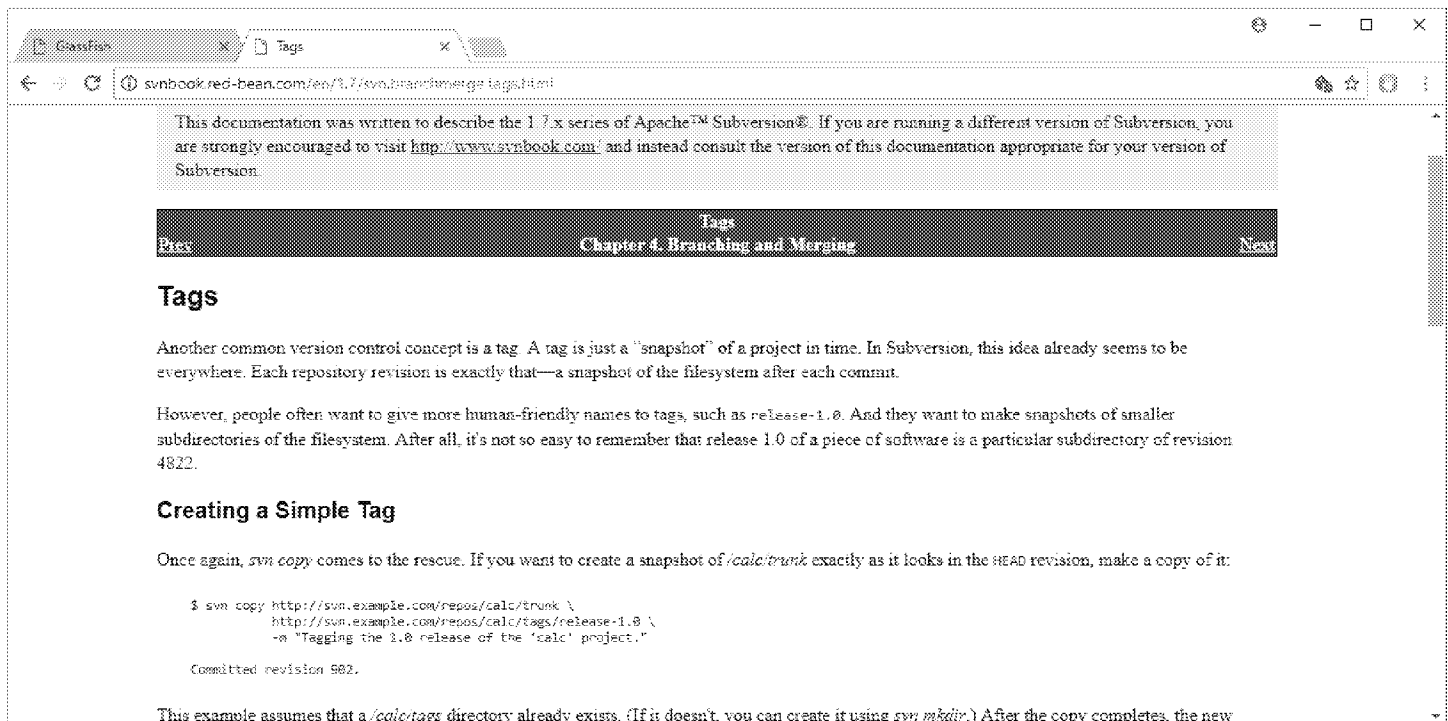 GlassFish
Tags
svnbook.red-bean.com/en/1.7/svn.branchmerge.tags.html
This documentation was written to describe the 1.7.x series of Apache™ Subversion®. If you are running a different version of Subversion, you
are strongly encouraged to visit http://www.svnbook.com/ and instead consult the version of this documentation appropriate for your version of
Subversion.
Tags
Prev Chapter 4. Branching and Merging Next
Tags
Another common version control concept is a tag. A tag is just a “snapshot” of a project in time. In Subversion, this idea already seems to be
everywhere. Each repository revision is exactly that—a snapshot of the filesystem after each commit.
However, people often want to give more human-friendly names to tags, such as release-1.0. And they want to make snapshots of smaller
subdirectories of the filesystem. After all, it's not so easy to remember that release 1.0 of a piece of software is a particular subdirectory of revision
4822.
Creating a Simple Tag
Once again, svn copy comes to the rescue. If you want to create a snapshot of /calc/trunk exactly as it looks in the HEAD revision, make a copy of it:
$ svn copy http://svn.example.com/repos/calc/trunk \
http://svn.example.com/repos/calc/tags/release-1.0 \
-m "Tagging the 1.0 release of the 'calc' project."
Committed revision 902.
This example assumes that a /calc/tags directory already exists. (If it doesn't, you can create it using svn mkdir.) After the copy completes, the new